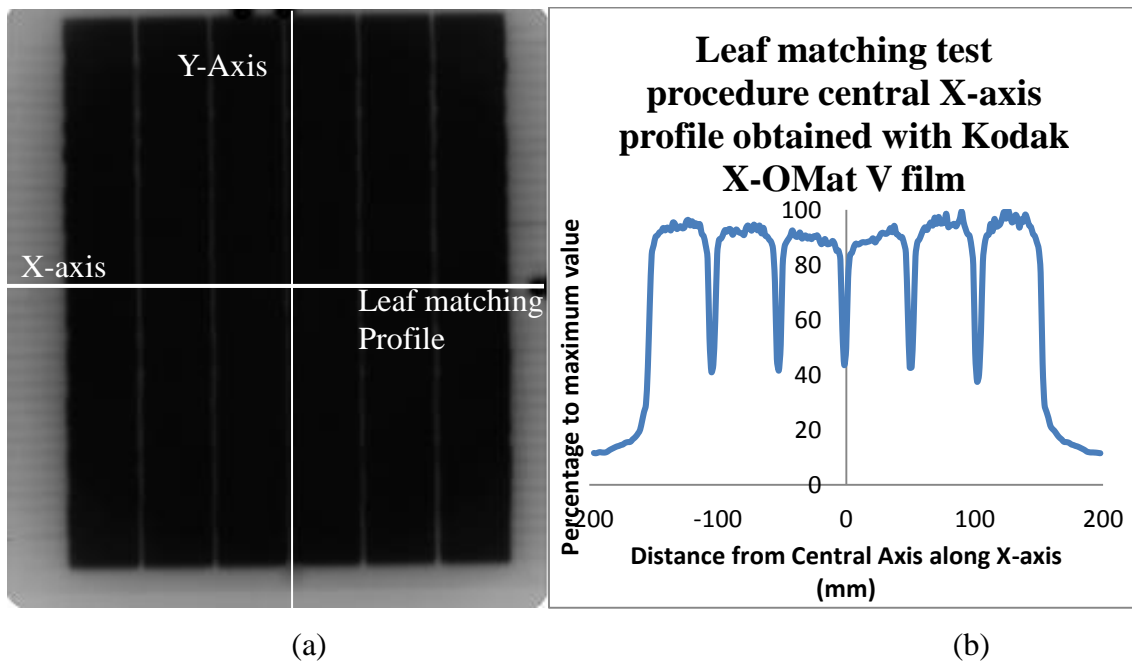 Y-Axis
X-axis
Leaf matching
Profile
(a)
Leaf matching test
procedure central X-axis
profile obtained with Kodak
X-OMat V film
Percentage to maximum value
100
80
60
40
20
0
-200
-100
0
100
200
Distance from Central Axis along X-axis
(mm)
(b)